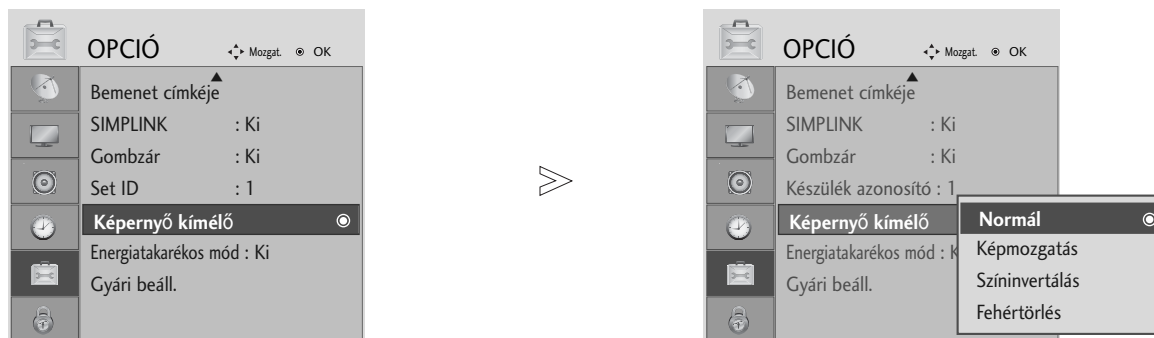 OPCIÓ Mozgat. OK
Bemenet címkéje
SIMPLINK : Ki
Gombzár : Ki
Set ID : 1
Képernyő kímélő
Energiatakarékos mód : Ki
Gyári beáll.
OPCIÓ Mozgat. OK
Bemenet címkéje
SIMPLINK : Ki
Gombzár : Ki
Készülék azonosító : 1
Képernyő kímélő
Energiatakarékos mód : K
Gyári beáll.
Normál
Képmozgatás
Színinvertálás
Fehértörlés